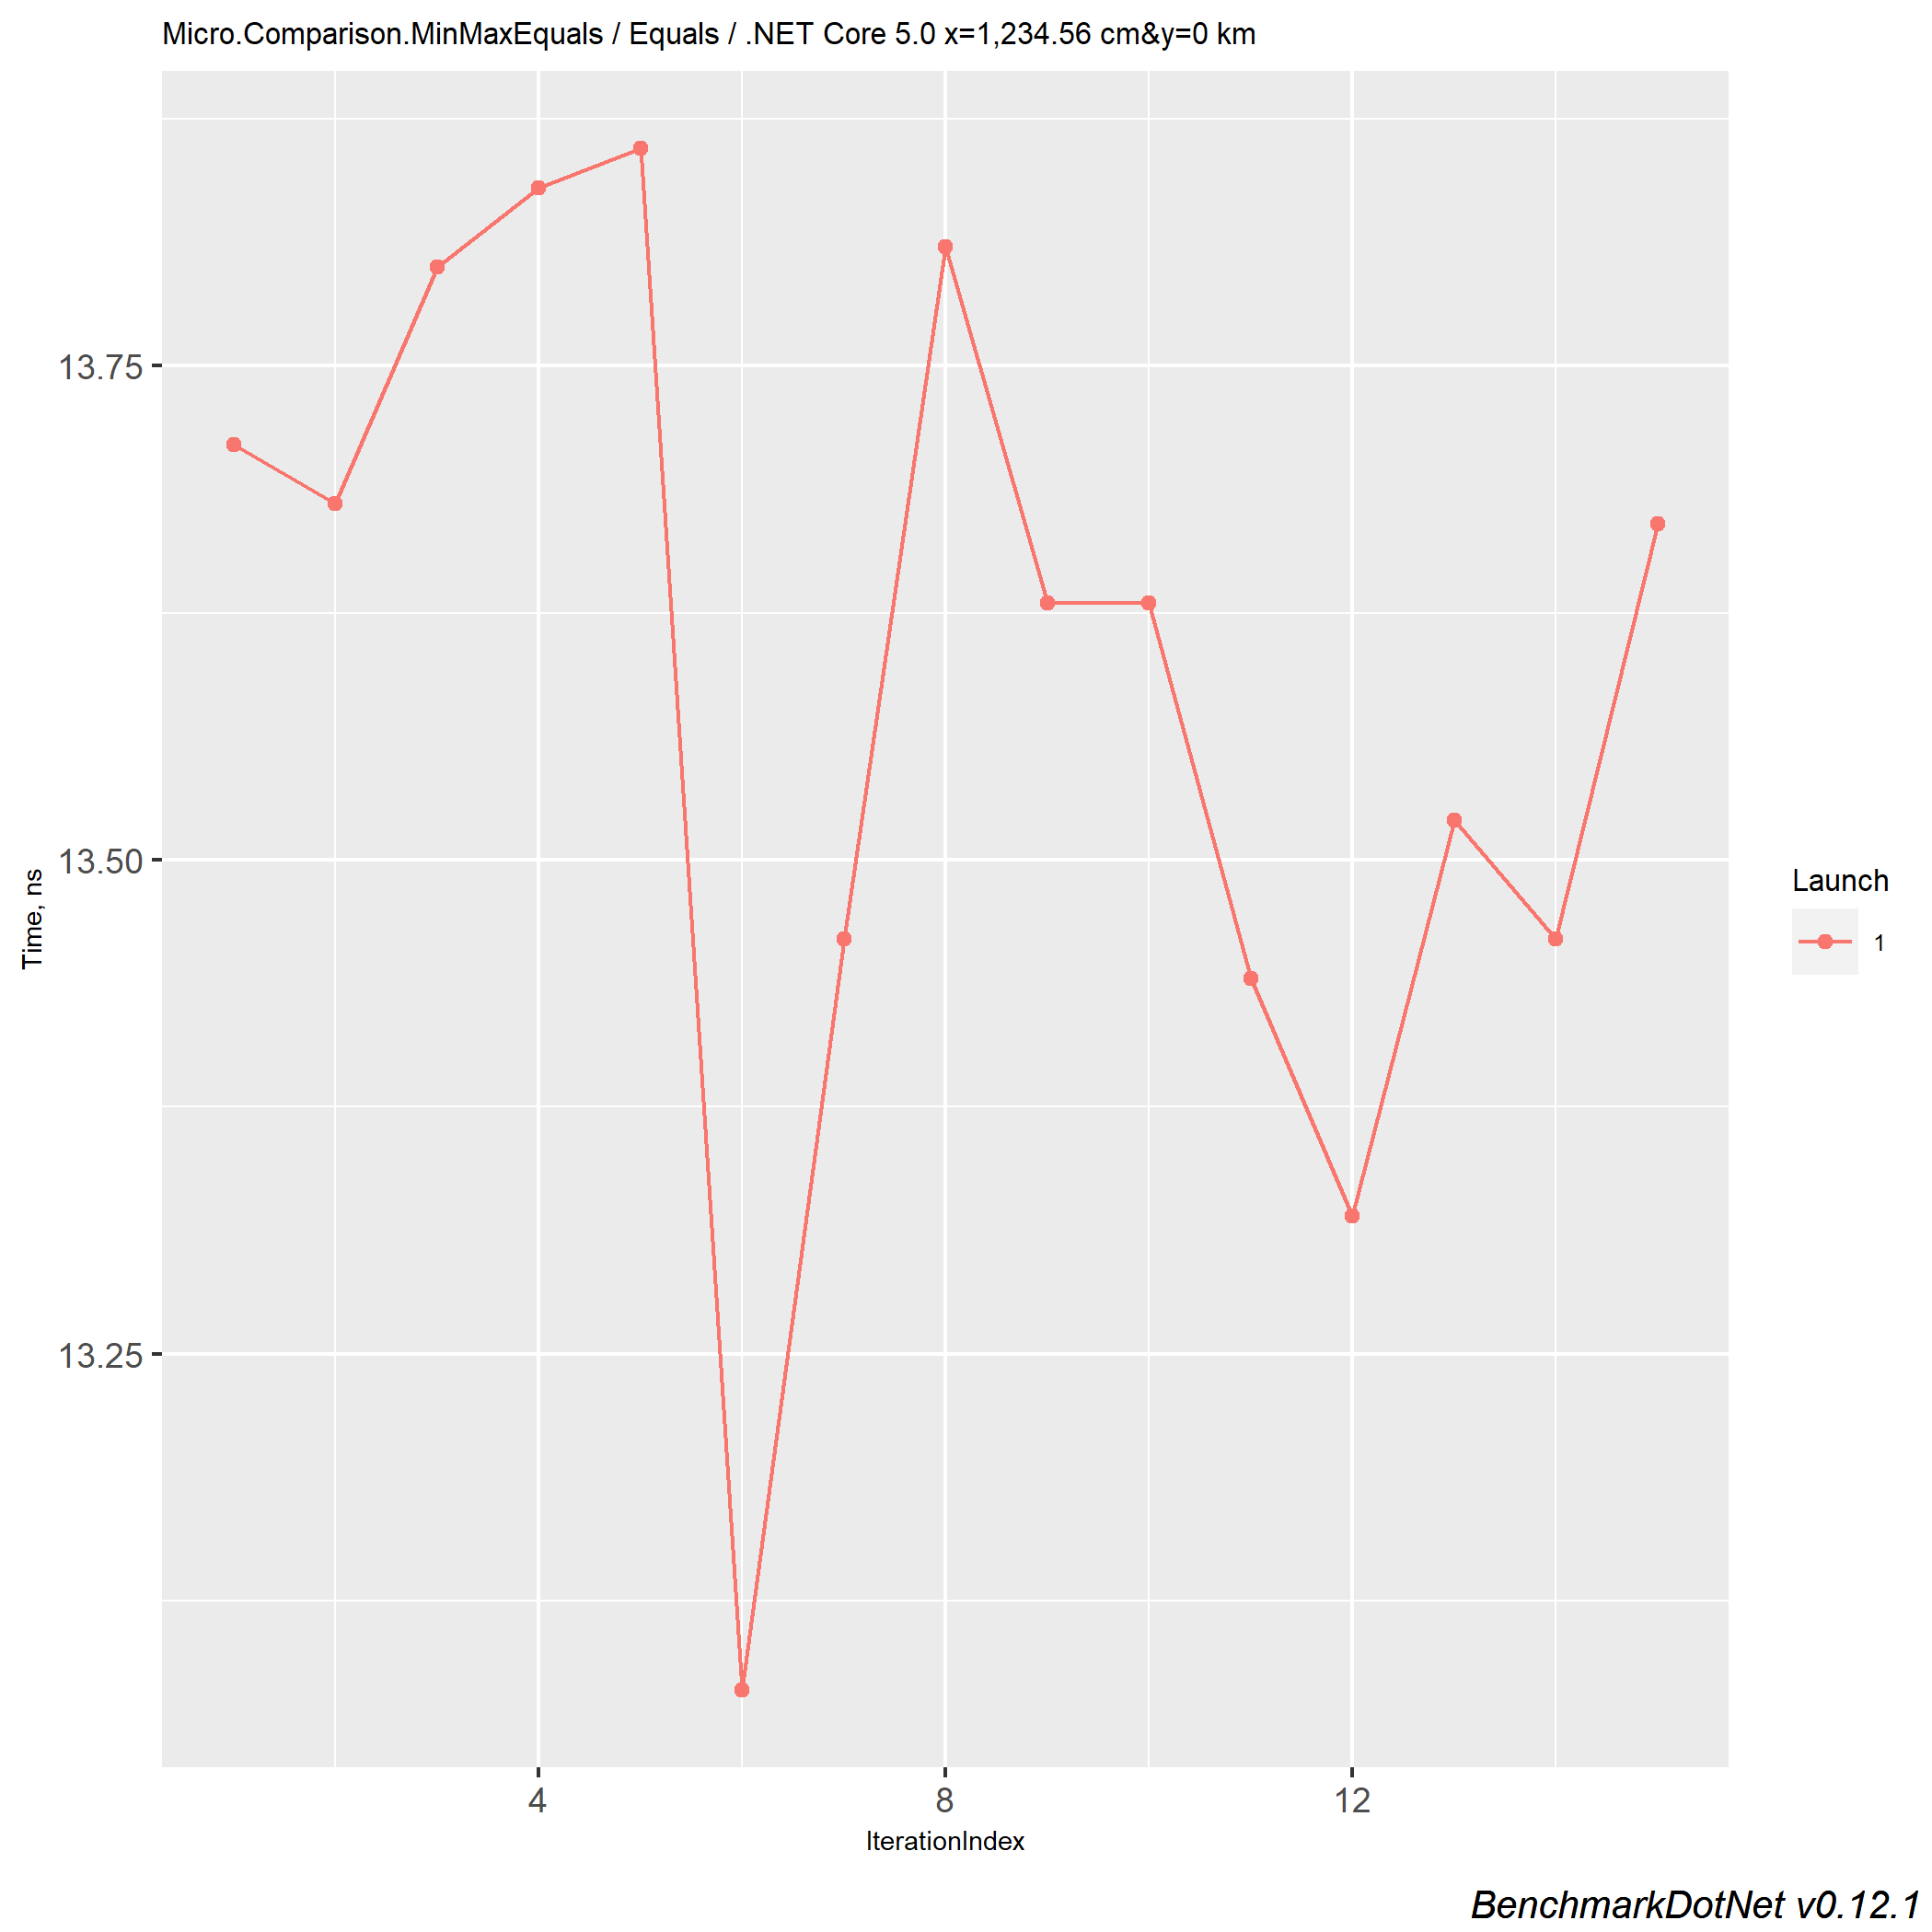 Micro.Comparison.MinMaxEquals / Equals / .NET Core 5.0 x=1,234.56 cm&y=0 km
13.75
13.50
13.25
Time, ns
4 8 12
IterationIndex
Launch
1
BenchmarkDotNet v0.12.1